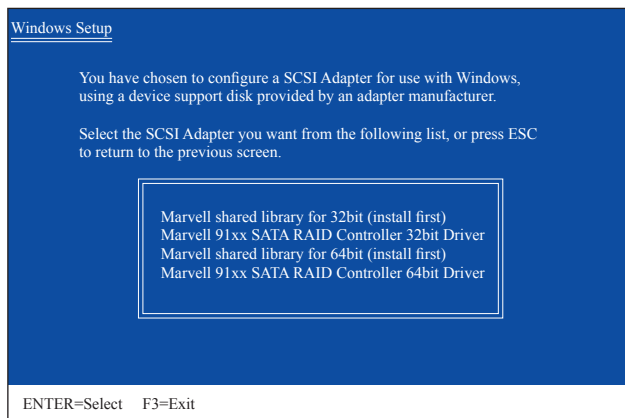 Windows Setup
You have chosen to configure a SCSI Adapter for use with Windows,
using a device support disk provided by an adapter manufacturer.
Select the SCSI Adapter you want from the following list, or press ESC
to return to the previous screen.
Marvell shared library for 32bit (install first)
Marvell 91xx SATA RAID Controller 32bit Driver
Marvell shared library for 64bit (install first)
Marvell 91xx SATA RAID Controller 64bit Driver
ENTER=Select F3=Exit